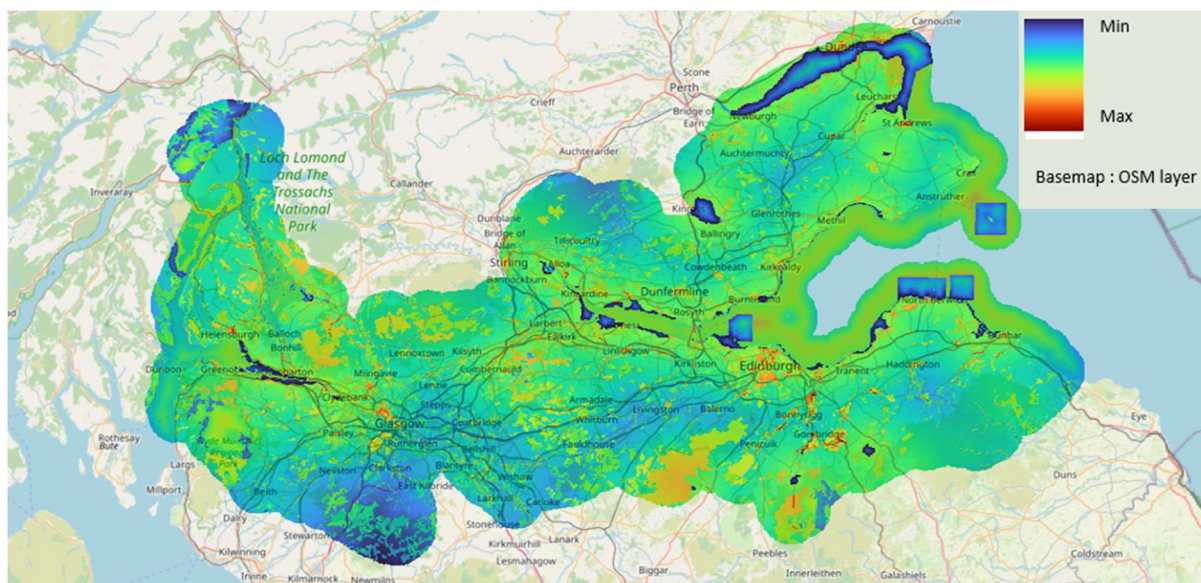 Min
Max
Basemap : OSM layer
Carnoustie
Dundee
Scone
Perth
Crieff
Bridge of
Earn
Newburgh
Leuchars
St Andrews
Cupar
Auchtermuchty
Auchterarder
Loch Lomond
and The
Trossachs
National
Park
Inveraray
Callander
Crail
Anstruther
Kinross
Glenrothes
Methil
Dunblane
Bridge of
Allan
Tillicoultry
Ballingry
Stirling
Alloa
Cowdenbeath
Kirkcaldy
Bannockburn
Kincardine
Dunfermline
Burntisland
Rosyth
North Berwick
Helensburgh
Balloch
Bonhill
Larbert
Falkirk
Linlithgow
Dunbar
Lennoxtown
Kilsyth
Kirkliston
Edinburgh
Tranent
Haddington
Dunoon
Greenock
Dumbarton
Milngavie
Cumbernauld
Lenzie
Clydebank
Stepps
Armadale
Livingston
Balerno
Bonnyrigg
Eye
Glasgow
Coatbridge
Whitburn
Rothesay
Bute
Paisley
Rutherglen
Bellshill
Fauldhouse
Penicuik
Gorebridge
Largs
Neilston
Clarkston
Blantyre
Wishaw
Duns
Millport
Beith
East Kilbride
Larkhall
Carluke
Dalry
Stewarton
Stonehouse
Lanark
Kilwinning
Kirkmuirhill
Peebles
Coldstream
Irvine
Kilmarnock
Newmilns
Lesmahagow
Biggar
Innerleithen
Galashiels